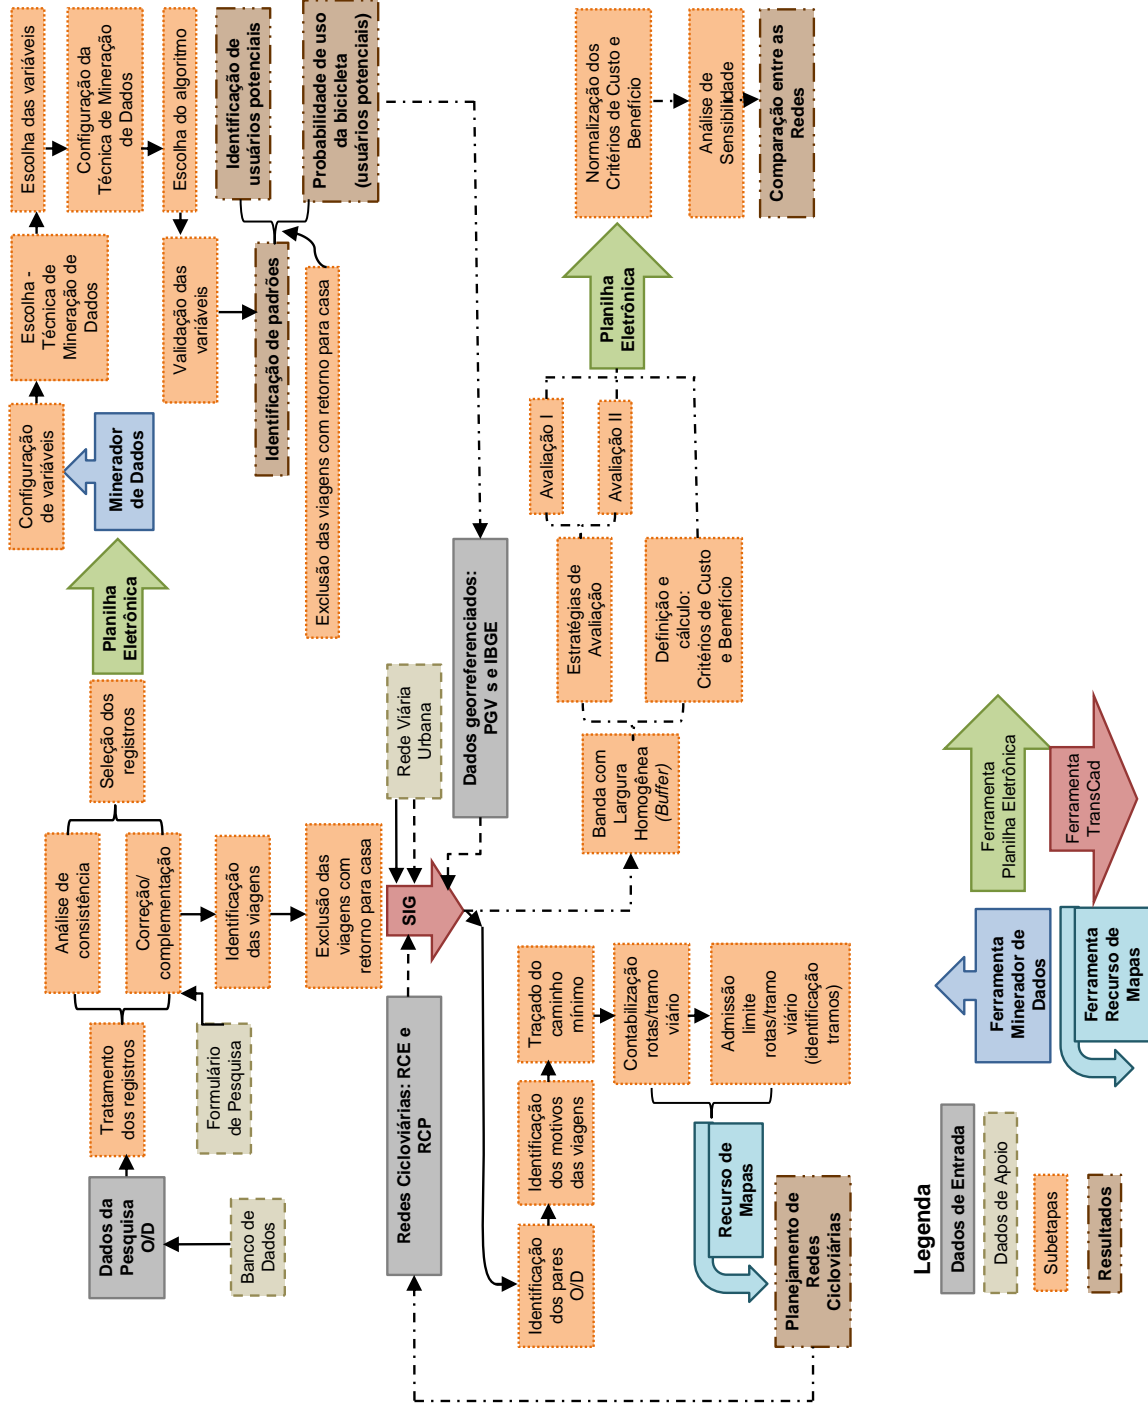 Dados da
Pesquisa
O/D
Banco de
Dados
Tratamento
dos registros
Formulário
de Pesquisa
Análise de
consistência
Correção/
complementação
Seleção dos
registros
Planilha
Eletrônica
Minerador
de Dados
Configuração
de variáveis
Escolha -
Técnica de
Mineração de
Dados
Escolha das variáveis
Configuração da
Técnica de Mineração
de Dados
Escolha do algoritmo
Validação das
variáveis
Identificação de padrões
Identificação de
usuários potenciais
Probabilidade de uso
da bicicleta
(usuários potenciais)
Exclusão das viagens com retorno para casa
Identificação
das viagens
Exclusão das
viagens com
retorno para casa
SIG
Rede Viária
Urbana
Redes Cicloviárias: RCE e
RCP
Dados georreferenciados:
PGV s e IBGE
Identificação
dos pares
O/D
Identificação
dos motivos
das viagens
Traçado do
caminho
mínimo
Contabilização
rotas/tramo
viário
Admissão
limite
rotas/tramo
viário
(identificação
tramos)
Recurso de
Mapas
Planejamento de
Redes
Cicloviárias
Banda com
Largura
Homogênea
(Buffer)
Estratégias de
Avaliação
Definição e
cálculo:
Critérios de Custo
e Benefício
Avaliação I
Avaliação II
Planilha
Eletrônica
Normalização dos
Critérios de Custo e
Benefício
Análise de
Sensibilidade
Comparação entre as
Redes
Legenda
Dados de Entrada
Dados de Apoio
Subetapas
Resultados
Ferramenta
Minerador de
Dados
Ferramenta
Recurso de
Mapas
Ferramenta
Planilha Eletrônica
Ferramenta
TransCad